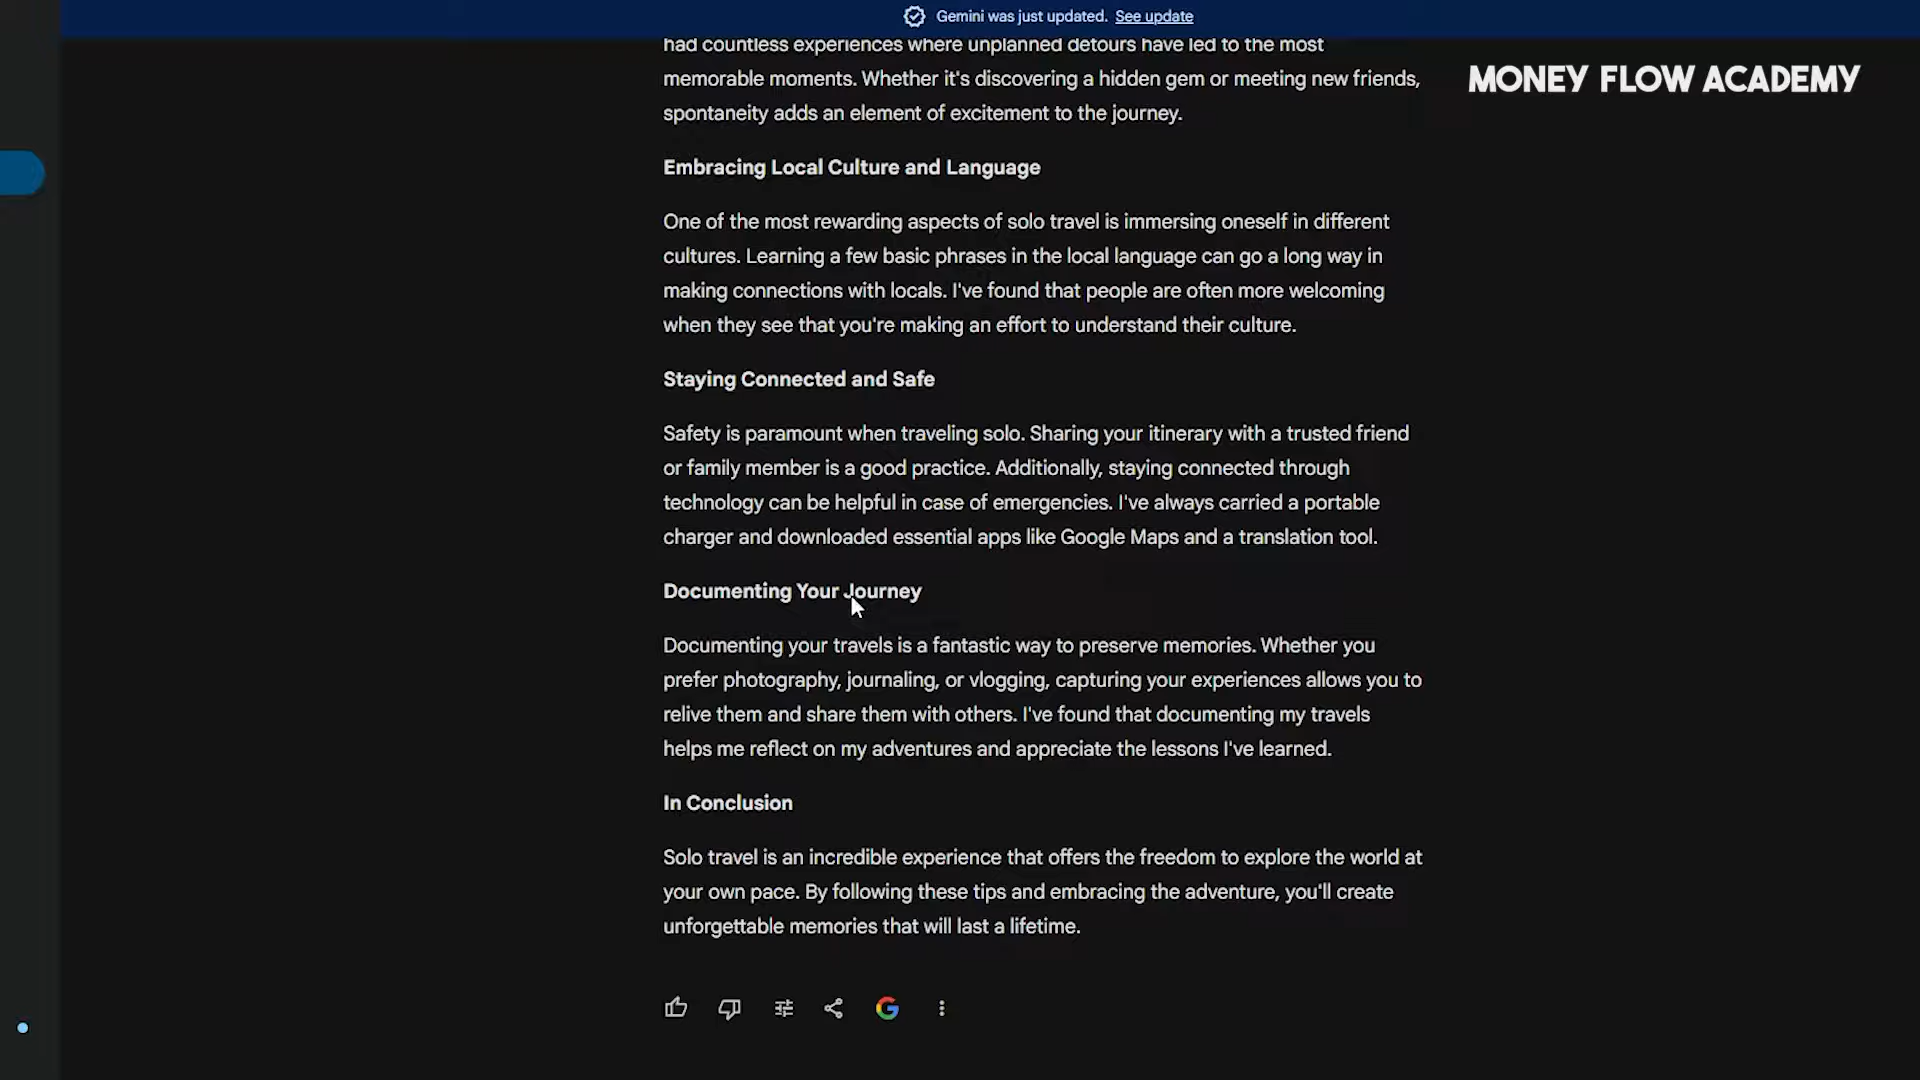 Gemini was just updated. See update
had countless experiences where unplanned detours have led to the most
memorable moments. Whether it's discovering a hidden gem or meeting new friends,
MONEY FLOW ACADEMY
spontaneity adds an element of excitement to the journey.
Embracing Local Culture and Language
One of the most rewarding aspects of solo travel is immersing oneself in different
cultures. Learning a few basic phrases in the local language can go a long way in
making connections with locals. I've found that people are often more welcoming
when they see that you're making an effort to understand their culture.
Staying Connected and Safe
Safety is paramount when traveling solo. Sharing your itinerary with a trusted friend
or family member is a good practice. Additionally, staying connected through
technology can be helpful in case of emergencies. I've always carried a portable
charger and downloaded essential apps like Google Maps and a translation tool.
Documenting Your Journey
Documenting your travels is a fantastic way to preserve memories. Whether you
prefer photography, journaling, or vlogging, capturing your experiences allows you to
relive them and share them with others. I've found that documenting my travels
helps me reflect on my adventures and appreciate the lessons I've learned.
In Conclusion
Solo travel is an incredible experience that offers the freedom to explore the world at
your own pace. By following these tips and embracing the adventure, you'll create
unforgettable memories that will last a lifetime.